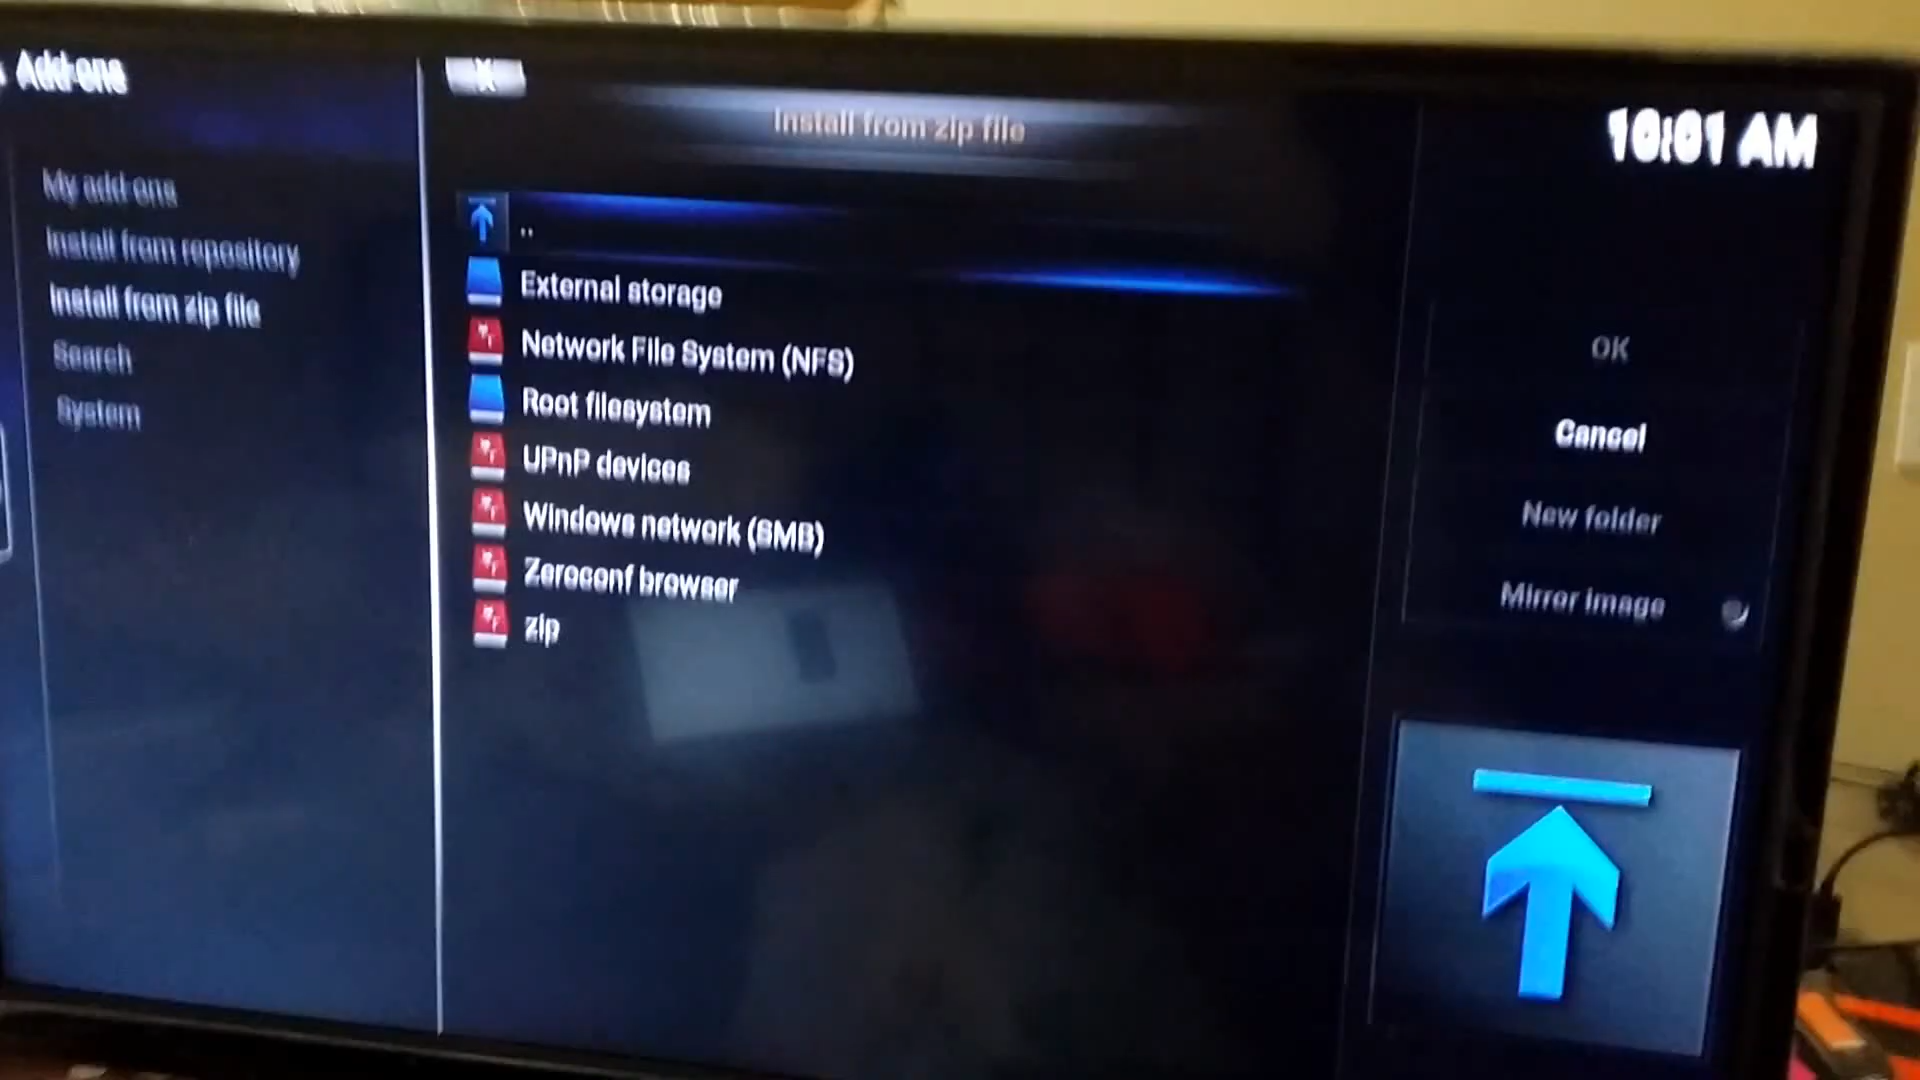 Add-ons
My add-ons
Install from repository
Install from zip file
Search
System
X
Install from zip file
..
External storage
Network File System (NFS)
Root filesystem
UPnP devices
Windows network (SMB)
Zeroconf browser
zip
10:01 AM
OK
Cancel
New folder
Mirror image